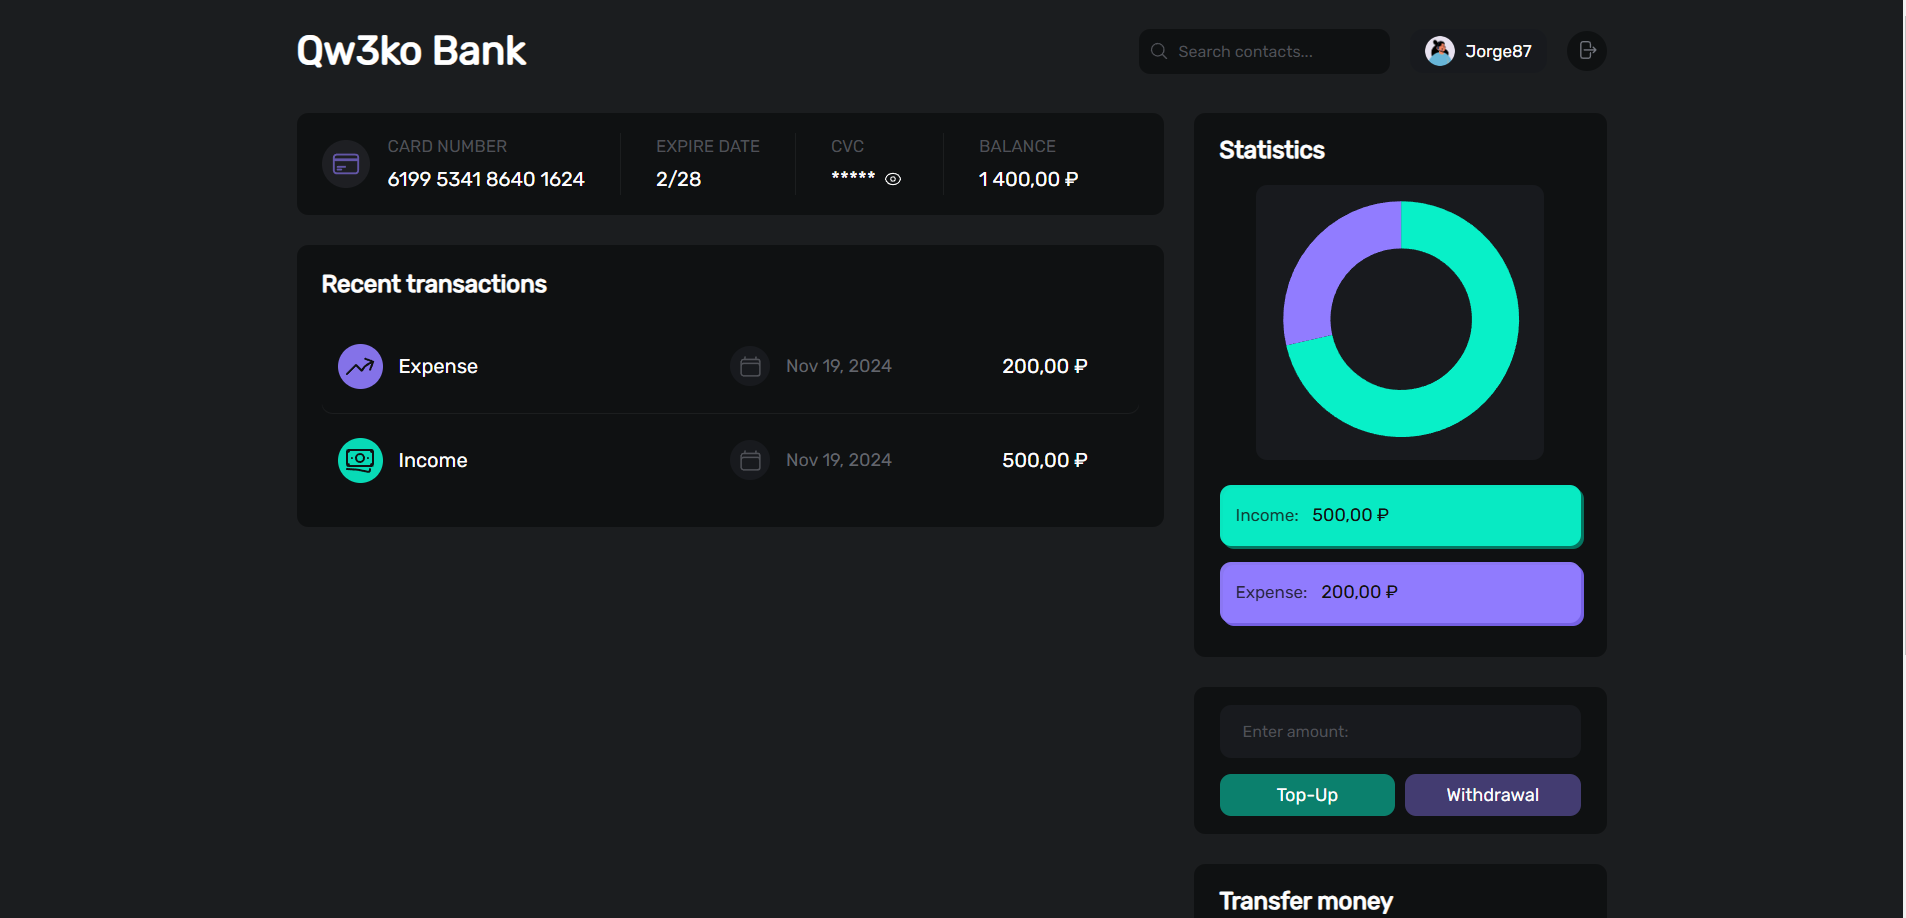 Qw3ko Bank
Search contacts...
Jorge87
CARD NUMBER
6199 5341 8640 1624
EXPIRE DATE
2/28
CVC
*****
BALANCE
1 400,00 ₽
Recent transactions
Expense
Nov 19, 2024
200,00 ₽
Income
Nov 19, 2024
500,00 ₽
Statistics
Income: 500,00 ₽
Expense: 200,00 ₽
Enter amount:
Top-Up
Withdrawal
Transfer money